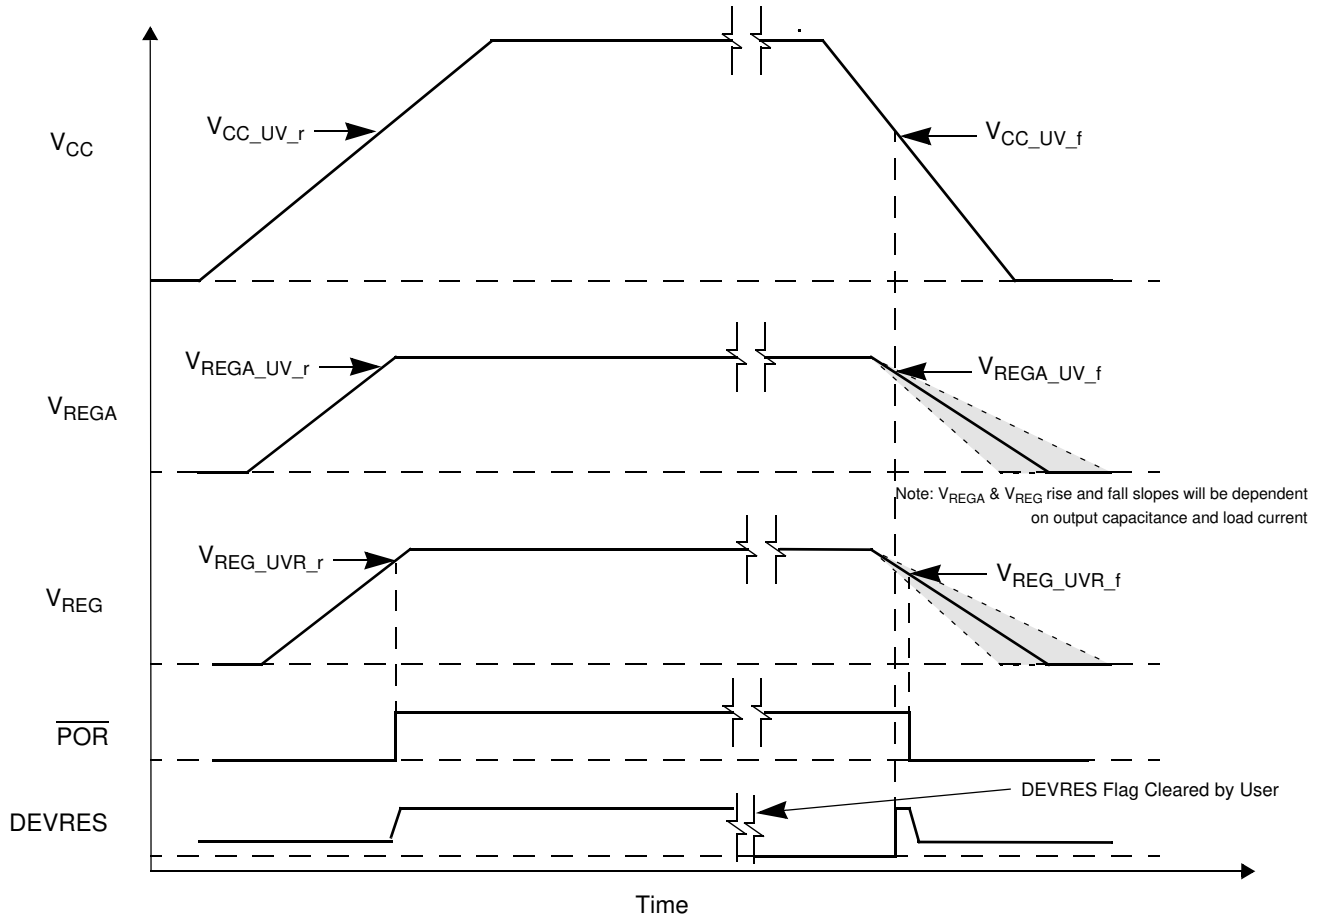 V_CC_UV_r
V_CC_UV_f
V_CC
V_REGA_UV_r
V_REGA_UV_f
V_REGA
Note: V_REGA & V_REG rise and fall slopes will be dependent
on output capacitance and load current
V_REG_UVR_r
V_REG_UVR_f
V_REG
POR
DEVRES Flag Cleared by User
DEVRES
Time